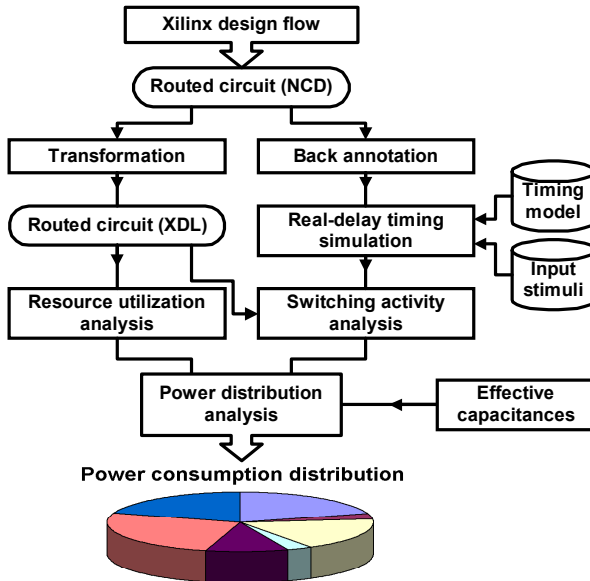 Xilinx design flow
Routed circuit (NCD)
Transformation
Back annotation
Routed circuit (XDL)
Real-delay timing
simulation
Timing
model
Input
stimuli
Resource utilization
analysis
Switching activity
analysis
Power distribution
analysis
Effective
capacitances
Power consumption distribution